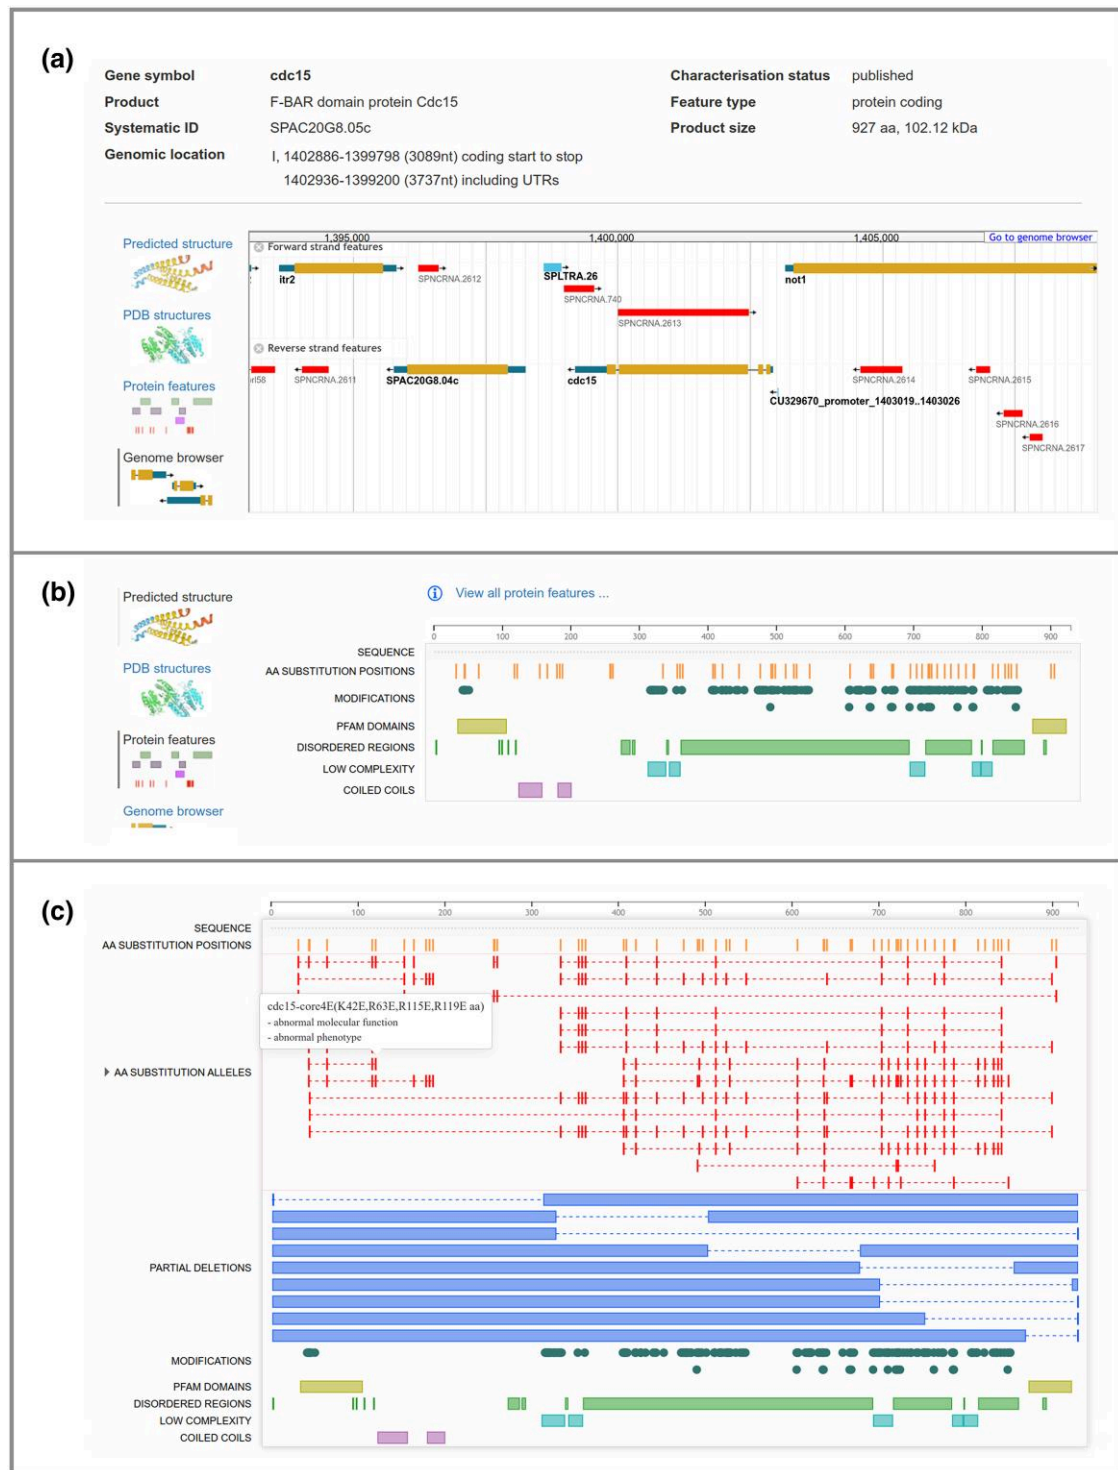 (a)
Gene symbol cdc15 Characterisation status published
Product F-BAR domain protein Cdc15 Feature type protein coding
Systematic ID SPAC20G8.05c Product size 927 aa, 102.12 kDa
Genomic location I, 1402886-1399798 (3089nt) coding start to stop
1402936-1399200 (3737nt) including UTRs
Predicted structure
PDB structures
Protein features
Genome browser
1,395,000 1,400,000 1,405,000 Go to genome browser
Forward strand features
itr2 SPNCRNA.2612 SPLTRA.26 not1
SPNCRNA.740
SPNCRNA.2613
Reverse strand features
SPNCRNA.2611 SPAC20G8.04c cdc15 SPNCRNA.2614 SPNCRNA.2615
CU329670_promoter_1403019..1403026
SPNCRNA.2616
SPNCRNA.2617
(b)
Predicted structure
PDB structures
Protein features
Genome browser
View all protein features ...
0 100 200 300 400 500 600 700 800 900
SEQUENCE
AA SUBSTITUTION POSITIONS
MODIFICATIONS
PFAM DOMAINS
DISORDERED REGIONS
LOW COMPLEXITY
COILED COILS
(c)
0 100 200 300 400 500 600 700 800 900
SEQUENCE
AA SUBSTITUTION POSITIONS
cdc15-core4E(K42E,R63E,R115E,R119E aa)
- abnormal molecular function
- abnormal phenotype
AA SUBSTITUTION ALLELES
PARTIAL DELETIONS
MODIFICATIONS
PFAM DOMAINS
DISORDERED REGIONS
LOW COMPLEXITY
COILED COILS